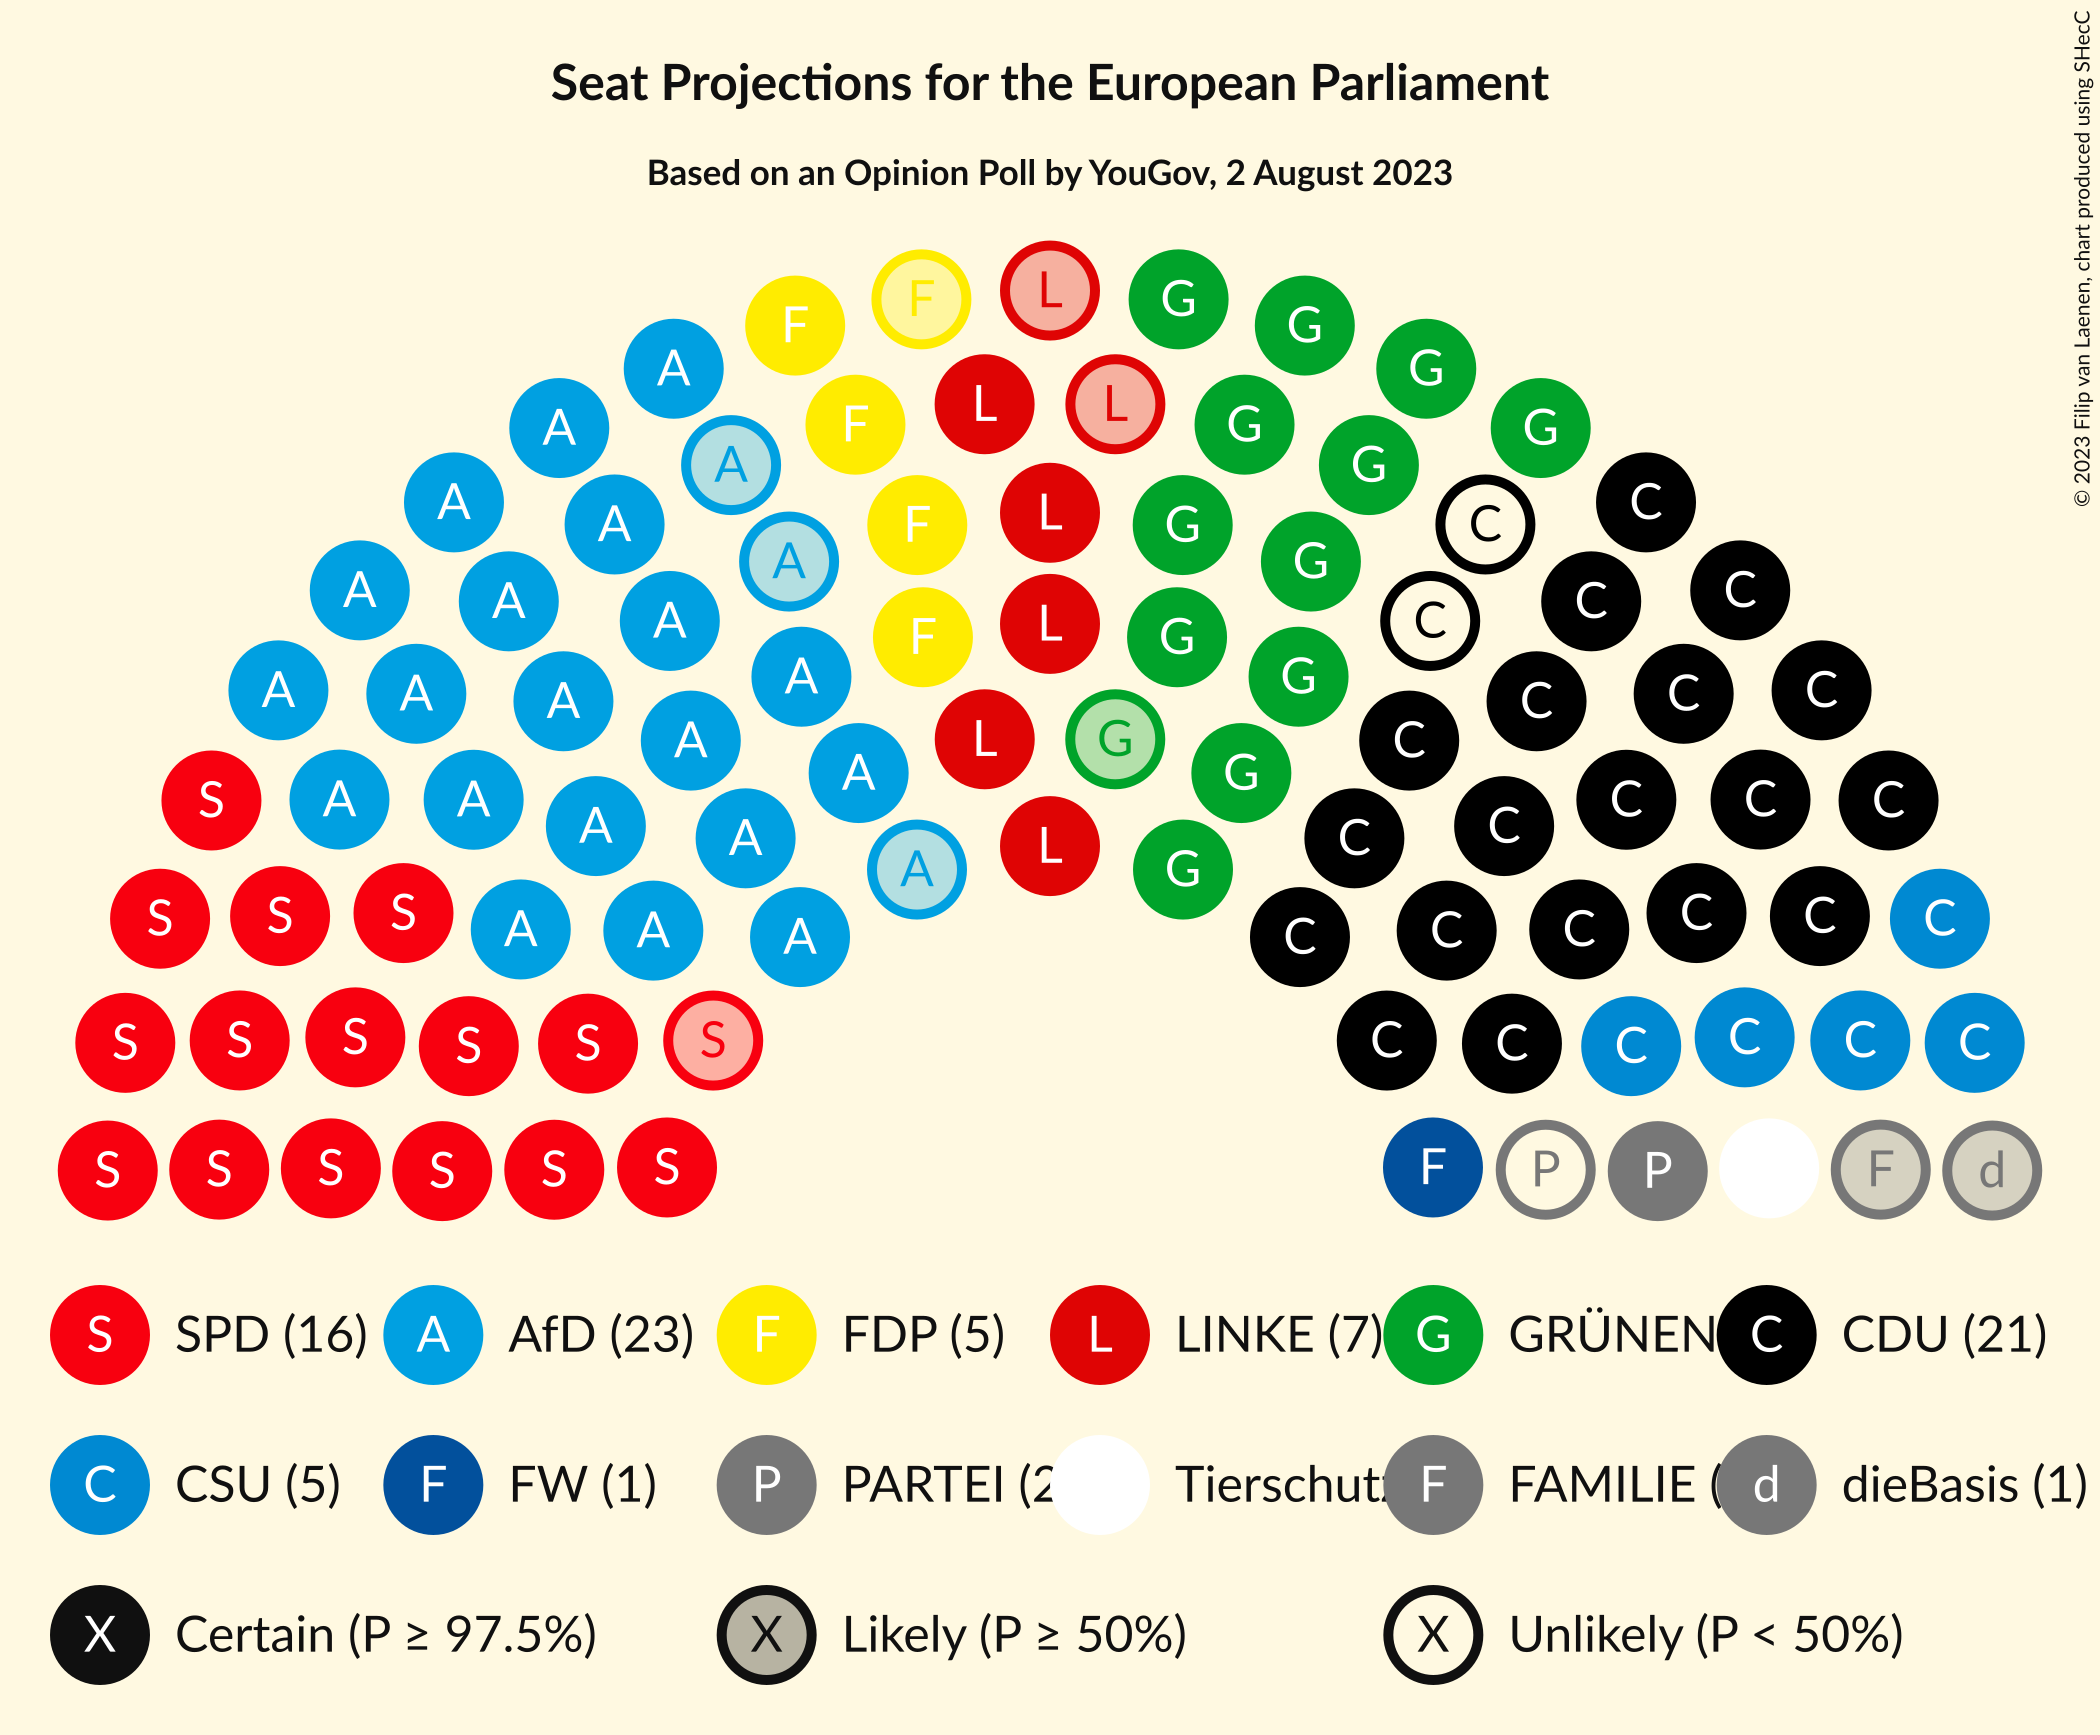 Seat Projections for the European Parliament
Based on an Opinion Poll by YouGov, 2 August 2023
© 2023 Filip van Laenen, chart produced using SHecC
F L G
F G
A G
L L
A F G G
A G
A F L G C
A A G C
A A F L G C C
A A G C
A A A A L G G C C C C
S A A A A A C C C C C
A L G
S S S A A A C C C C C C
S S S S S S C C C C C C
S S S S S S F P P F d
S SPD (16) A AfD (23) F FDP (5) L LINKE (7) G GRÜNEN C CDU (21)
C CSU (5) F FW (1) P PARTEI (2 Tierschutz F FAMILIE ( d dieBasis (1)
X Certain (P ≥ 97.5%) X Likely (P ≥ 50%) X Unlikely (P < 50%)